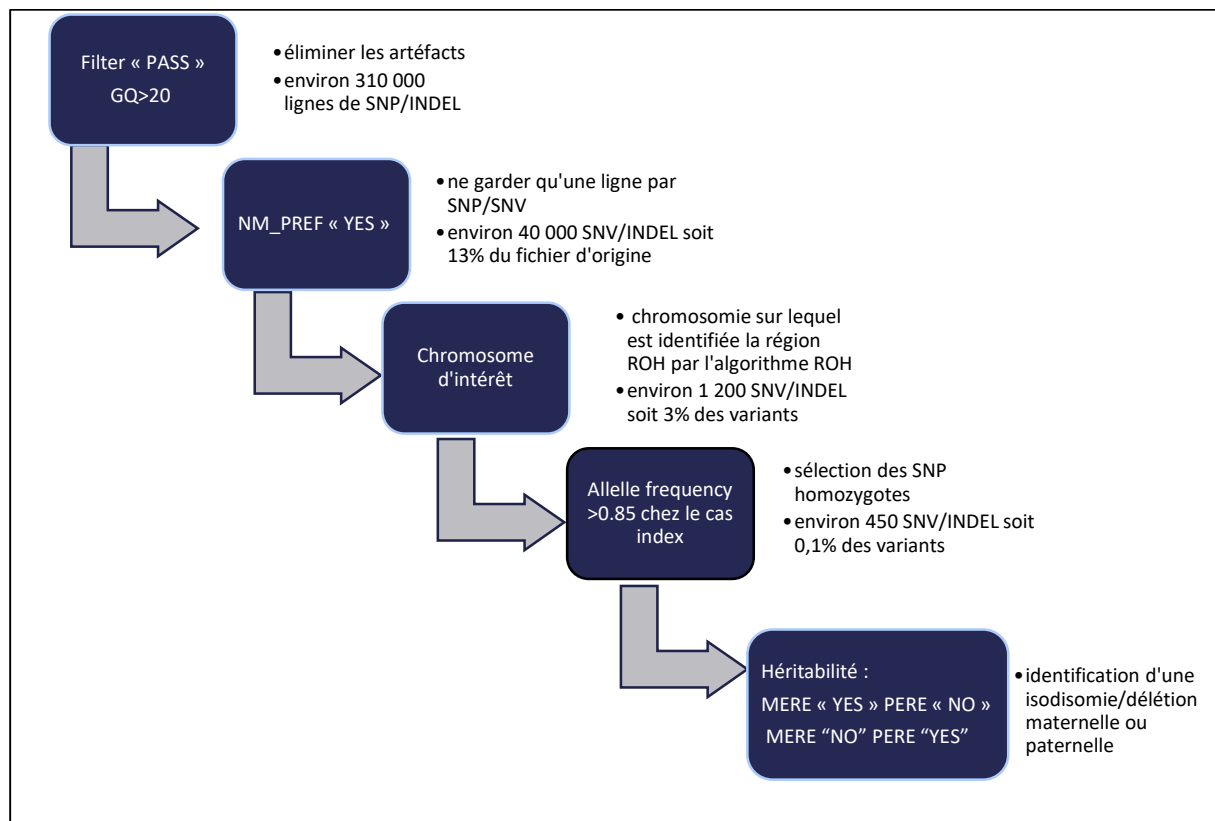 Filter « PASS »
GQ>20
•éliminer les artéfacts
•environ 310 000
lignes de SNP/INDEL
NM_PREF « YES »
•ne garder qu'une ligne par
SNP/SNV
•environ 40 000 SNV/INDEL soit
13% du fichier d'origine
Chromosome
d'intérêt
• chromosomie sur lequel
est identifiée la région
ROH par l'algorithme ROH
•environ 1 200 SNV/INDEL
soit 3% des variants
Allelle frequency
>0.85 chez le cas
index
•sélection des SNP
homozygotes
•environ 450 SNV/INDEL soit
0,1% des variants
Héritabilité :
MERE « YES » PERE « NO »
MERE “NO” PERE “YES”
•identification d'une
isodisomie/délétion
maternelle ou
paternelle